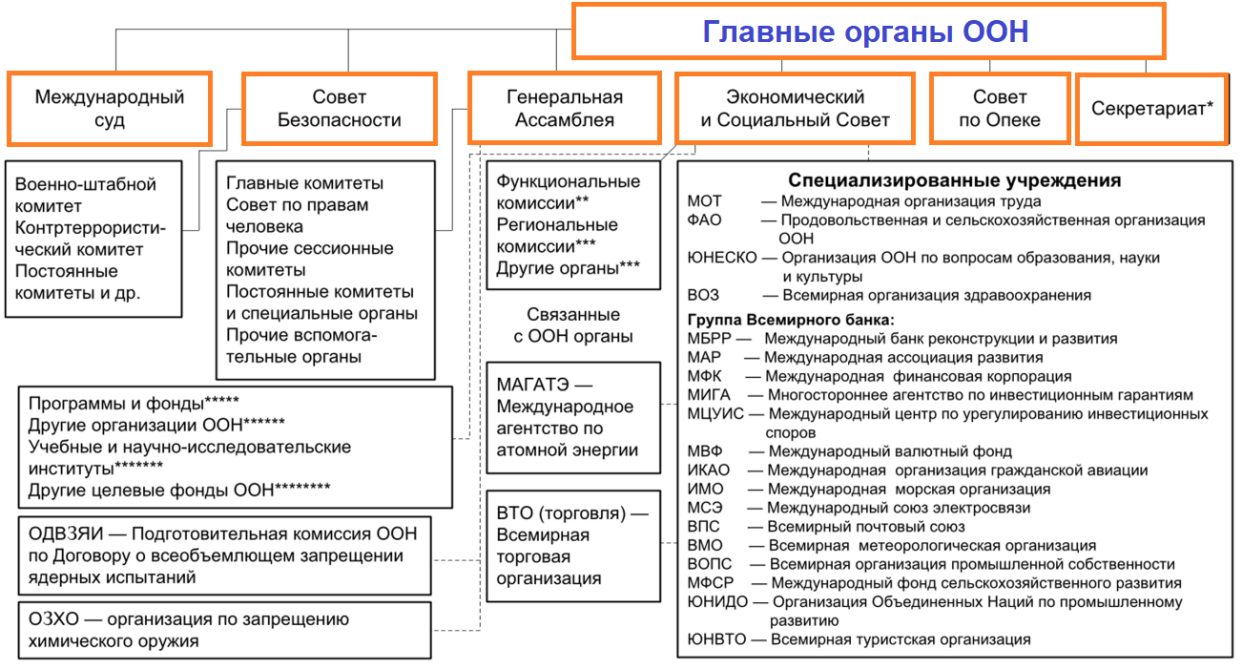 Главные органы ООН
Международный
суд
Совет
Безопасности
Генеральная
Ассамблея
Экономический
и Социальный Совет
Совет
по Опеке
Секретариат*
Военно-штабной
комитет
Контртеррористи-
ческий комитет
Постоянные
комитеты и др.
Главные комитеты
Совет по правам
человека
Прочие сессионные
комитеты
Постоянные комитеты
и специальные органы
Прочие вспомога-
тельные органы
Функциональные
комиссии**
Региональные
комиссии***
Другие органы***
Связанные
с ООН органы
МАГАТЭ —
Международное
агентство по
атомной энергии
ВТО (торговля) —
Всемирная
торговая
организация
Программы и фонды*****
Другие организации ООН******
Учебные и научно-исследовательские
институты*******
Другие целевые фонды ООН********
ОДВЗЯИ — Подготовительная комиссия ООН
по Договору о всеобъемлющем запрещении
ядерных испытаний
ОЗХО — организация по запрещению
химического оружия
Специализированные учреждения
МОТ — Международная организация труда
ФАО — Продовольственная и сельскохозяйственная организация
ООН
ЮНЕСКО — Организация ООН по вопросам образования, науки
и культуры
ВОЗ — Всемирная организация здравоохранения
Группа Всемирного банка:
МБРР — Международный банк реконструкции и развития
МАР — Международная ассоциация развития
МФК — Международная финансовая корпорация
МИГА — Многостороннее агентство по инвестиционным гарантиям
МЦУИС — Международный центр по урегулированию инвестиционных
споров
МВФ — Международный валютный фонд
ИКАО — Международная организация гражданской авиации
ИМО — Международная морская организация
МСЭ — Международный союз электросвязи
ВПС — Всемирный почтовый союз
ВМО — Всемирная метеорологическая организация
ВОПС — Всемирная организация промышленной собственности
МФСР — Международный фонд сельскохозяйственного развития
ЮНИДО — Организация Объединенных Наций по промышленному
развитию
ЮНВТО — Всемирная туристская организация